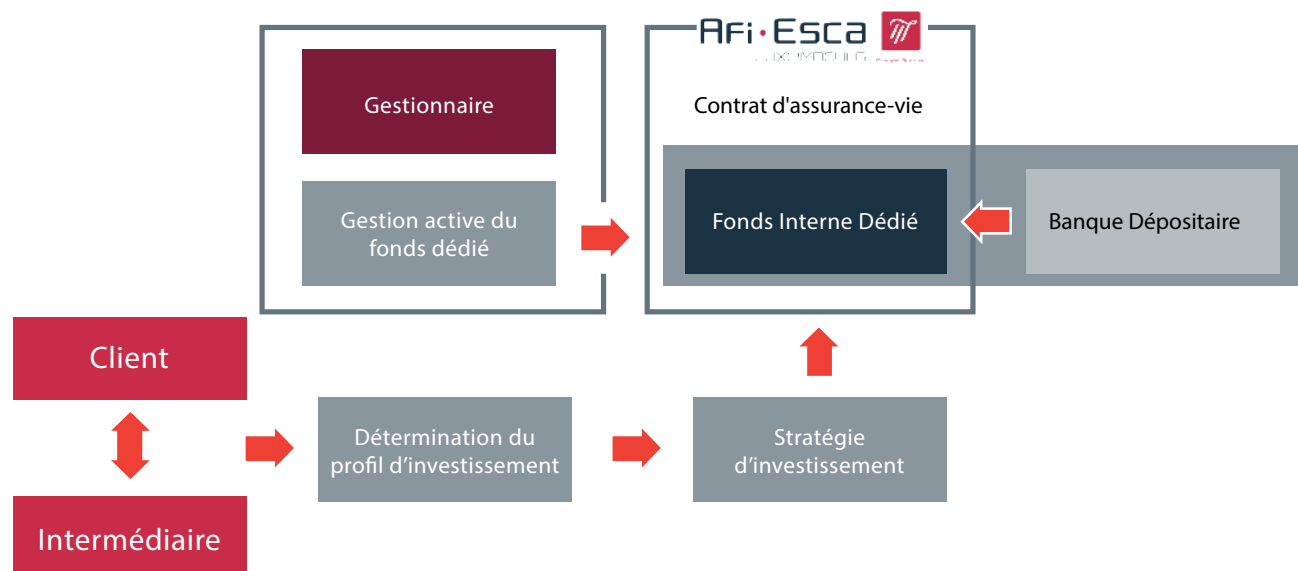 Afi·Esca
Gestionnaire
Contrat d'assurance-vie
Gestion active du
fonds dédié
Fonds Interne Dédié
Banque Dépositaire
Client
Détermination du
profil d’investissement
Stratégie
d’investissement
Intermédiaire